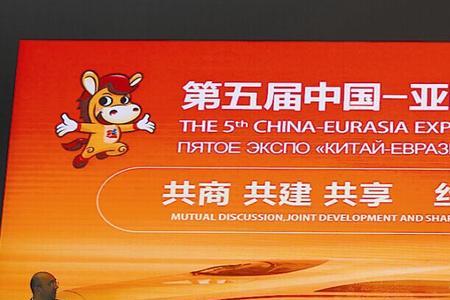 第五届中国-亚
THE 5th CHINA-EURASIA EXP
ПЯТОЕ ЭКСПО «КИТАЙ-ЕВРАЗ
共商 共建 共享
MUTUAL DISCUSSION,JOINT DEVELOPMENT AND SHA